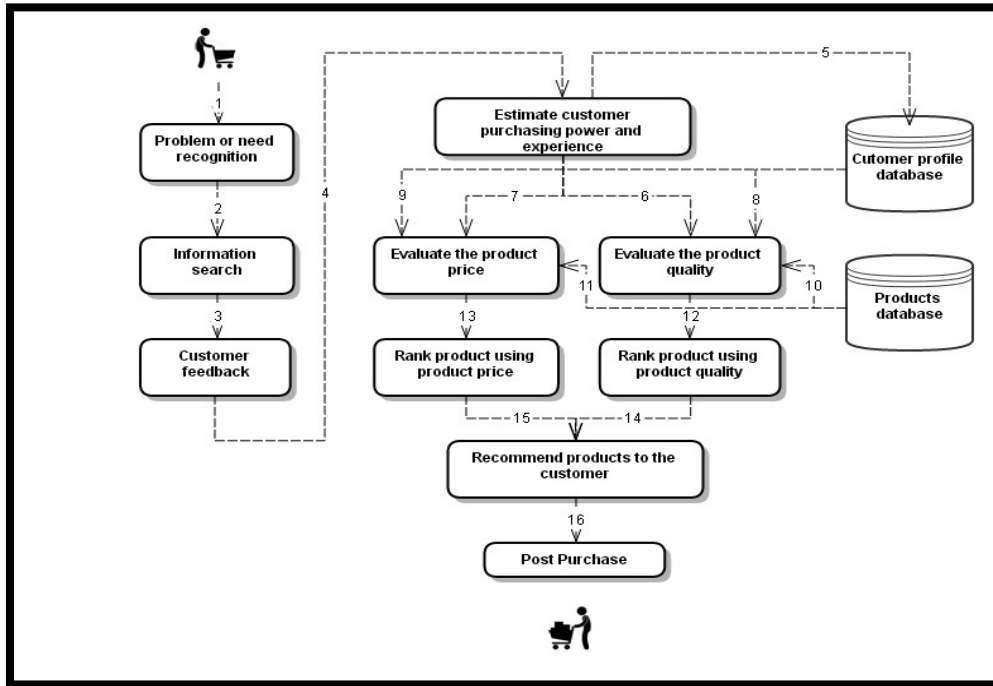 1
Problem or need
recognition
2
Information
search
3
Customer
feedback
4
Estimate customer
purchasing power and
experience
5
Cutomer profile
database
9
7
6
8
Evaluate the product
price
Evaluate the product
quality
11
10
Products
database
13
12
Rank product using
product price
Rank product using
product quality
15
14
Recommend products to the
customer
16
Post Purchase